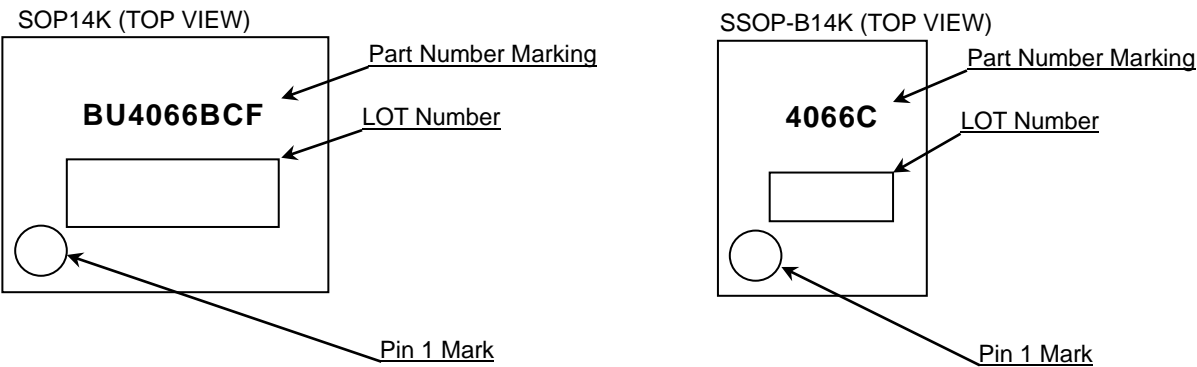 SOP14K (TOP VIEW)
Part Number Marking
BU4066BCF
LOT Number
Pin 1 Mark
SSOP-B14K (TOP VIEW)
Part Number Marking
4066C
LOT Number
Pin 1 Mark